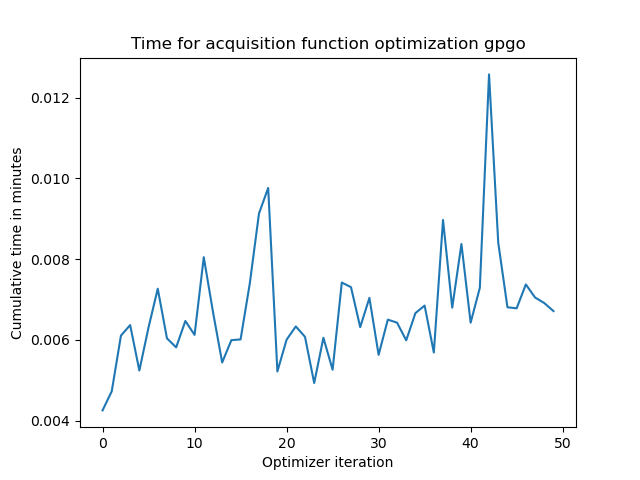 Time for acquisition function optimization gpgo
Cumulative time in minutes
0.012
0.010
0.008
0.006
0.004
0 10 20 30 40 50
Optimizer iteration